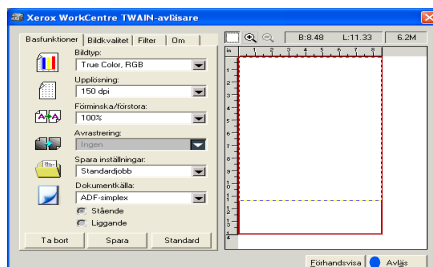 Xerox WorkCentre TWAIN-avläsare
Basfunktioner Bildkvalitet Filter Om
Bildtyp:
True Color, RGB
Upplösning:
150 dpi
Förminska/förstora:
100%
Avrastrering:
Ingen
Spara inställningar:
Standardjobb
Dokumentkälla:
ADF-simplex
Stående
Liggande
Ta bort Spara Standard
B:8.48 L:11.33 6.2M
in 1 2 3 4 5 6 7 8
Förhandsvisa Avläs